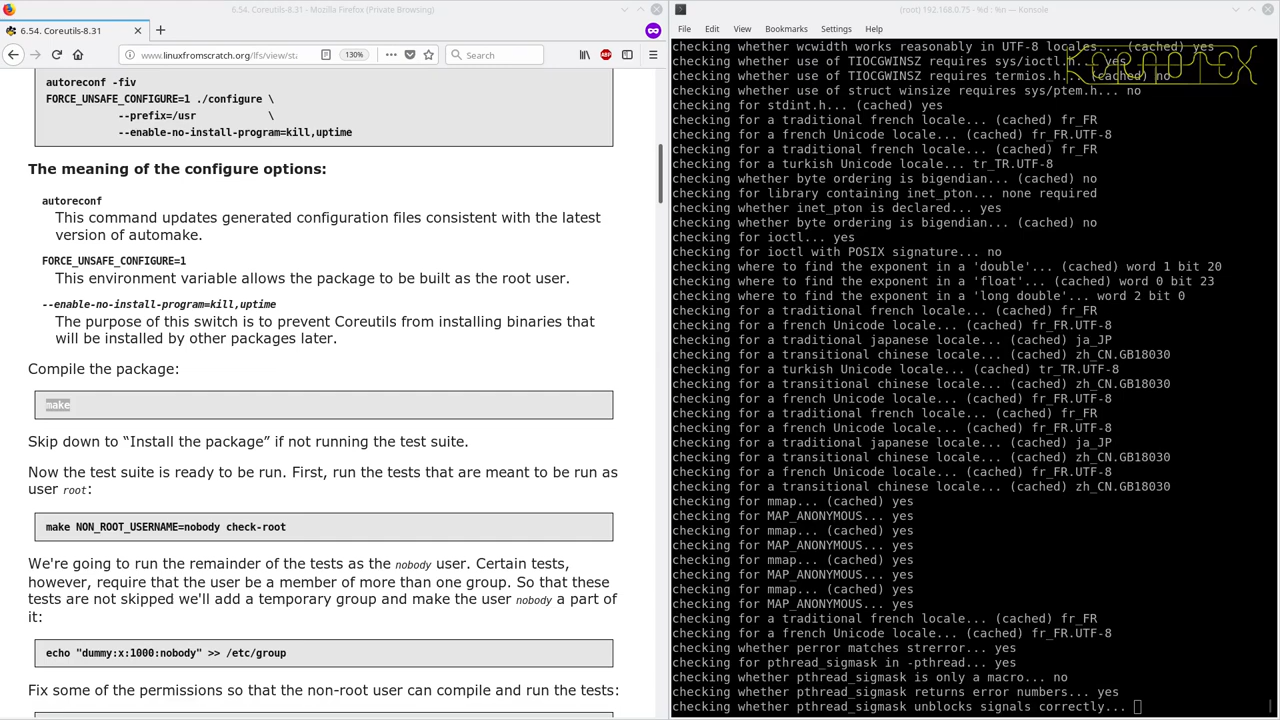 6.54. Coreutils-8.31 - Mozilla Firefox (Private Browsing)
6.54. Coreutils-8.31
https://www.linuxfromscratch.org/lfs/view/sta
130%
Search
autoreconf -fiv
FORCE_UNSAFE_CONFIGURE=1 ./configure \
--prefix=/usr \
--enable-no-install-program=kill,uptime
The meaning of the configure options:
autoreconf
This command updates generated configuration files consistent with the latest
version of automake.
FORCE_UNSAFE_CONFIGURE=1
This environment variable allows the package to be built as the root user.
--enable-no-install-program=kill,uptime
The purpose of this switch is to prevent Coreutils from installing binaries that
will be installed by other packages later.
Compile the package:
make
Skip down to “Install the package” if not running the test suite.
Now the test suite is ready to be run. First, run the tests that are meant to be run as
user root:
make NON_ROOT_USERNAME=nobody check-root
We're going to run the remainder of the tests as the nobody user. Certain tests,
however, require that the user be a member of more than one group. So that these
tests are not skipped we'll add a temporary group and make the user nobody a part of
it:
echo "dummy:x:1000:nobody" >> /etc/group
Fix some of the permissions so that the non-root user can compile and run the tests:
(root) 192.168.0.75 - %d : %n — Konsole
File Edit View Bookmarks Settings Help
checking whether wcwidth works reasonably in UTF-8 locales... (cached) yes
checking whether use of TIOCGWINSZ requires sys/ioctl.h... yes
checking whether use of TIOCGWINSZ requires termios.h... (cached) no
checking whether use of struct winsize requires sys/ptem.h... no
checking for stdint.h... (cached) yes
checking for a traditional french locale... (cached) fr_FR
checking for a french Unicode locale... (cached) fr_FR.UTF-8
checking for a traditional french locale... (cached) fr_FR
checking for a turkish Unicode locale... tr_TR.UTF-8
checking whether byte ordering is bigendian... (cached) no
checking for library containing inet_pton... none required
checking whether inet_pton is declared... yes
checking whether byte ordering is bigendian... (cached) no
checking for ioctl... yes
checking for ioctl with POSIX signature... no
checking where to find the exponent in a 'double'... (cached) word 1 bit 20
checking where to find the exponent in a 'float'... (cached) word 0 bit 23
checking where to find the exponent in a 'long double'... word 2 bit 0
checking for a traditional french locale... (cached) fr_FR
checking for a french Unicode locale... (cached) fr_FR.UTF-8
checking for a traditional japanese locale... (cached) ja_JP
checking for a transitional chinese locale... (cached) zh_CN.GB18030
checking for a turkish Unicode locale... (cached) tr_TR.UTF-8
checking for a transitional chinese locale... (cached) zh_CN.GB18030
checking for a french Unicode locale... (cached) fr_FR.UTF-8
checking for a traditional french locale... (cached) fr_FR
checking for a french Unicode locale... (cached) fr_FR.UTF-8
checking for a traditional japanese locale... (cached) ja_JP
checking for a transitional chinese locale... (cached) zh_CN.GB18030
checking for a french Unicode locale... (cached) fr_FR.UTF-8
checking for a transitional chinese locale... (cached) zh_CN.GB18030
checking for mmap... (cached) yes
checking for MAP_ANONYMOUS... yes
checking for mmap... (cached) yes
checking for MAP_ANONYMOUS... yes
checking for mmap... (cached) yes
checking for MAP_ANONYMOUS... yes
checking for mmap... (cached) yes
checking for MAP_ANONYMOUS... yes
checking for a traditional french locale... (cached) fr_FR
checking for a french Unicode locale... (cached) fr_FR.UTF-8
checking whether perror matches strerror... yes
checking for pthread_sigmask in -pthread... yes
checking whether pthread_sigmask is only a macro... no
checking whether pthread_sigmask returns error numbers... yes
checking whether pthread_sigmask unblocks signals correctly...